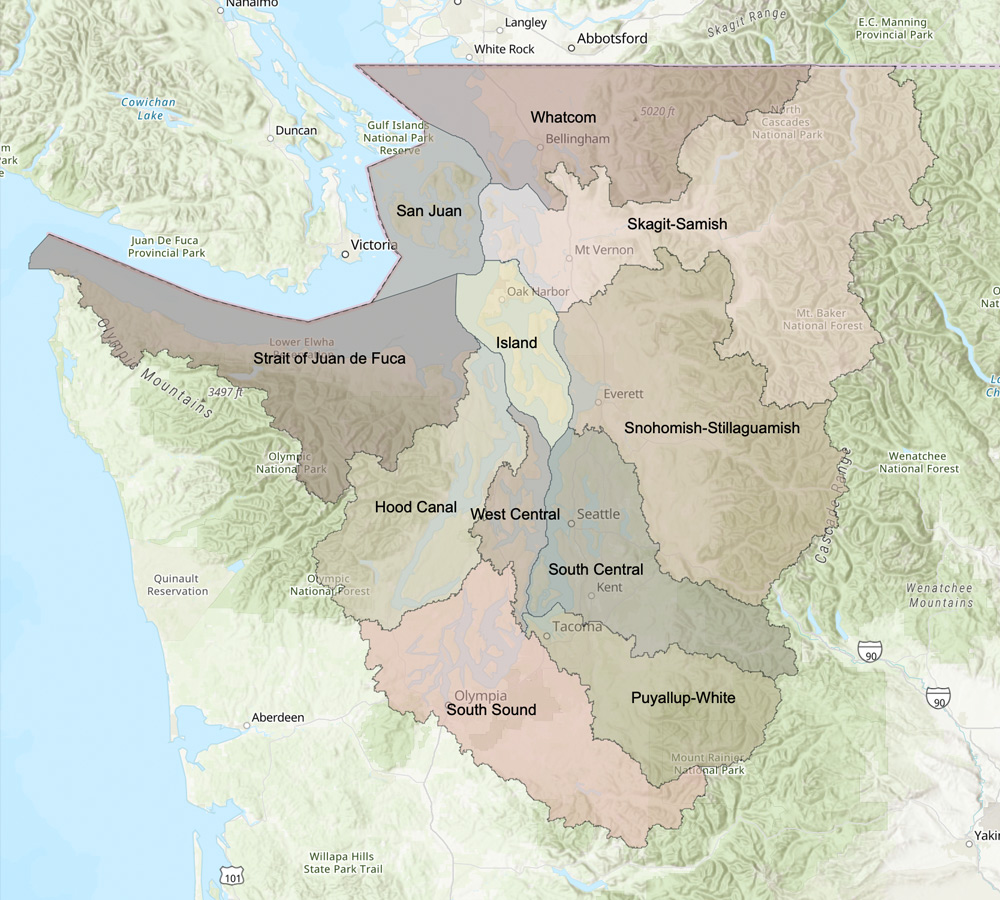 Nanaimo
Langley
Abbotsford
White Rock
Skagit Range
E.C. Manning
Provincial Park
Cowichan
Lake
Duncan
Gulf Islands
National Park
Reserve
Whatcom
5020 ft
Bellingham
North
Cascades
National Park
Park
San Juan
Skagit-Samish
Juan De Fuca
Provincial Park
Victoria
Mt Vernon
Oak Harbor
Mt. Baker
National Forest
Island
Lower Elwha
Strait of Juan de Fuca
Olympic
Mountains
3497 ft
Everett
Snohomish-Stillaguamish
Olympic
National Park
Wenatchee
National Forest
Cascade Range
Hood Canal
West Central
Seattle
South Central
Kent
Quinault
Reservation
Olympic
National Forest
Wenatchee
Mountains
Tacoma
90
90
Olympia
South Sound
Puyallup-White
Aberdeen
Mount Rainier
National Park
Willapa Hills
State Park Trail
101